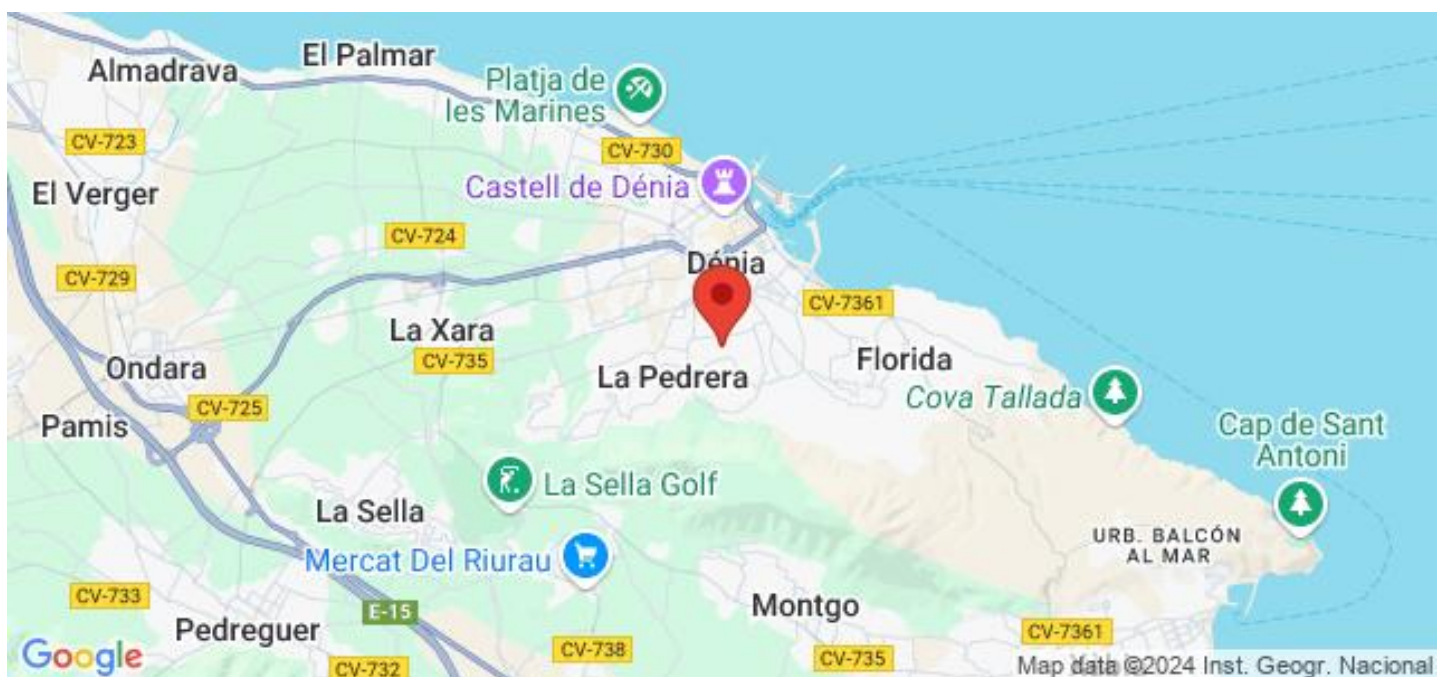 El Palmar
Almadrava
Platja de
les Marines
CV-723
CV-730
El Verger
Castell de Dénia
CV-724
Dénia
CV-729
CV-7361
La Xara
CV-735
Florida
Ondara
La Pedrera
Cova Tallada
CV-725
Pamis
Cap de Sant
Antoni
La Sella Golf
La Sella
URB. BALCÓN
AL MAR
Mercat Del Riurau
CV-733
E-15
Montgo
Pedreguer
CV-7361
CV-738
CV-735
Google
CV-732
Map data ©2024 Inst. Geogr. Nacional